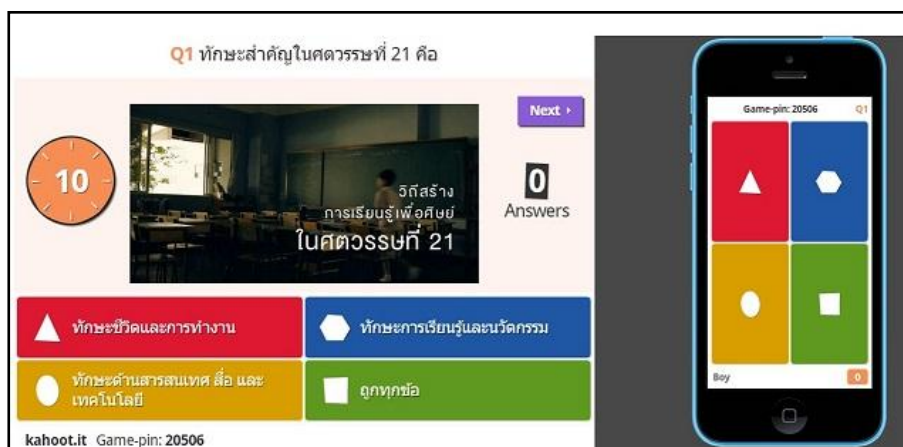 Q1 ทักษะสำคัญในศตวรรษที่ 21 คือ
Next
10
วิถีสร้าง
การเรียนรู้เพื่อศิษย์
ในศตวรรษที่ 21
0
Answers
ทักษะชีวิตและการทำงาน
ทักษะการเรียนรู้และนวัตกรรม
ทักษะด้านสารสนเทศ สื่อ และ
เทคโนโลยี
ถูกทุกข้อ
kahoot.it Game-pin: 20506
Game-pin: 20506 Q1
Boy 0